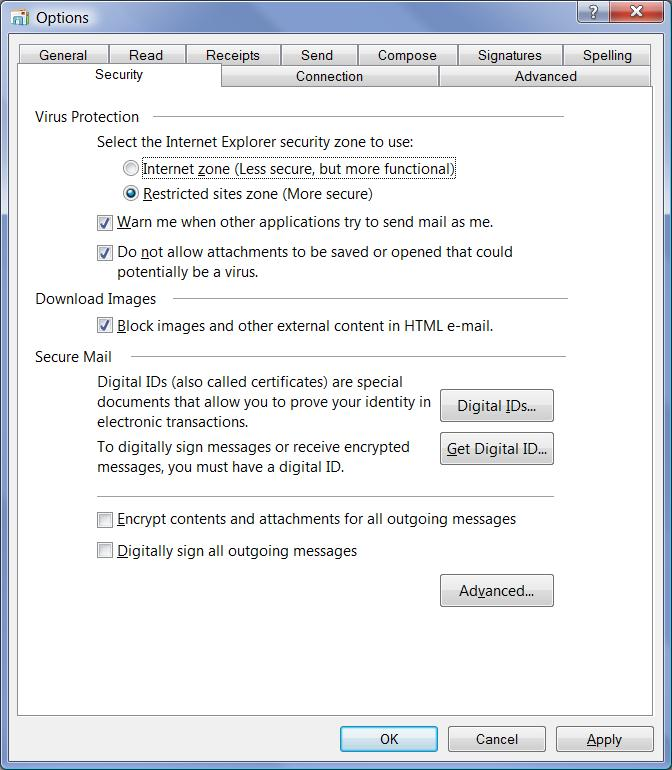 Options
?
General Read Receipts Send Compose Signatures Spelling
Security Connection Advanced
Virus Protection
Select the Internet Explorer security zone to use:
Internet zone (Less secure, but more functional)
Restricted sites zone (More secure)
Warn me when other applications try to send mail as me.
Do not allow attachments to be saved or opened that could
potentially be a virus.
Download Images
Block images and other external content in HTML e-mail.
Secure Mail
Digital IDs (also called certificates) are special
documents that allow you to prove your identity in
electronic transactions.
Digital IDs...
To digitally sign messages or receive encrypted
messages, you must have a digital ID.
Get Digital ID...
Encrypt contents and attachments for all outgoing messages
Digitally sign all outgoing messages
Advanced...
OK Cancel Apply